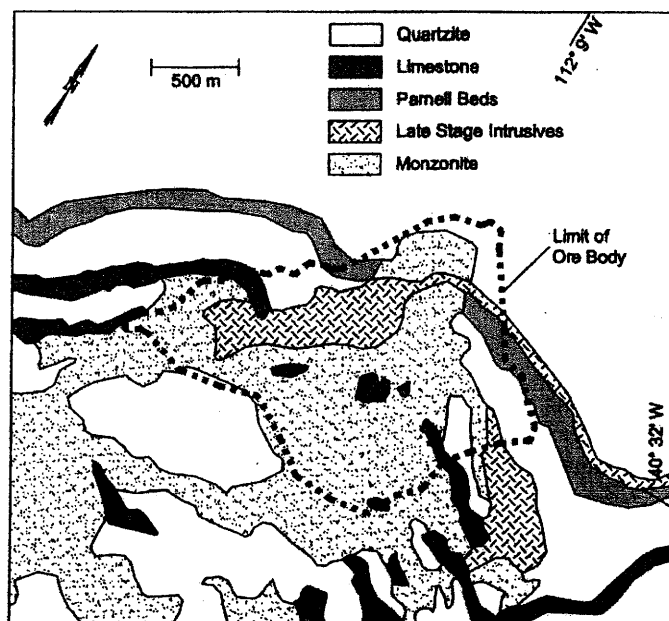 Quartzite
Limestone
Parnell Beds
Late Stage Intrusives
Monzonite
500 m
112° 9' W
Limit of
Ore Body
40° 32' W